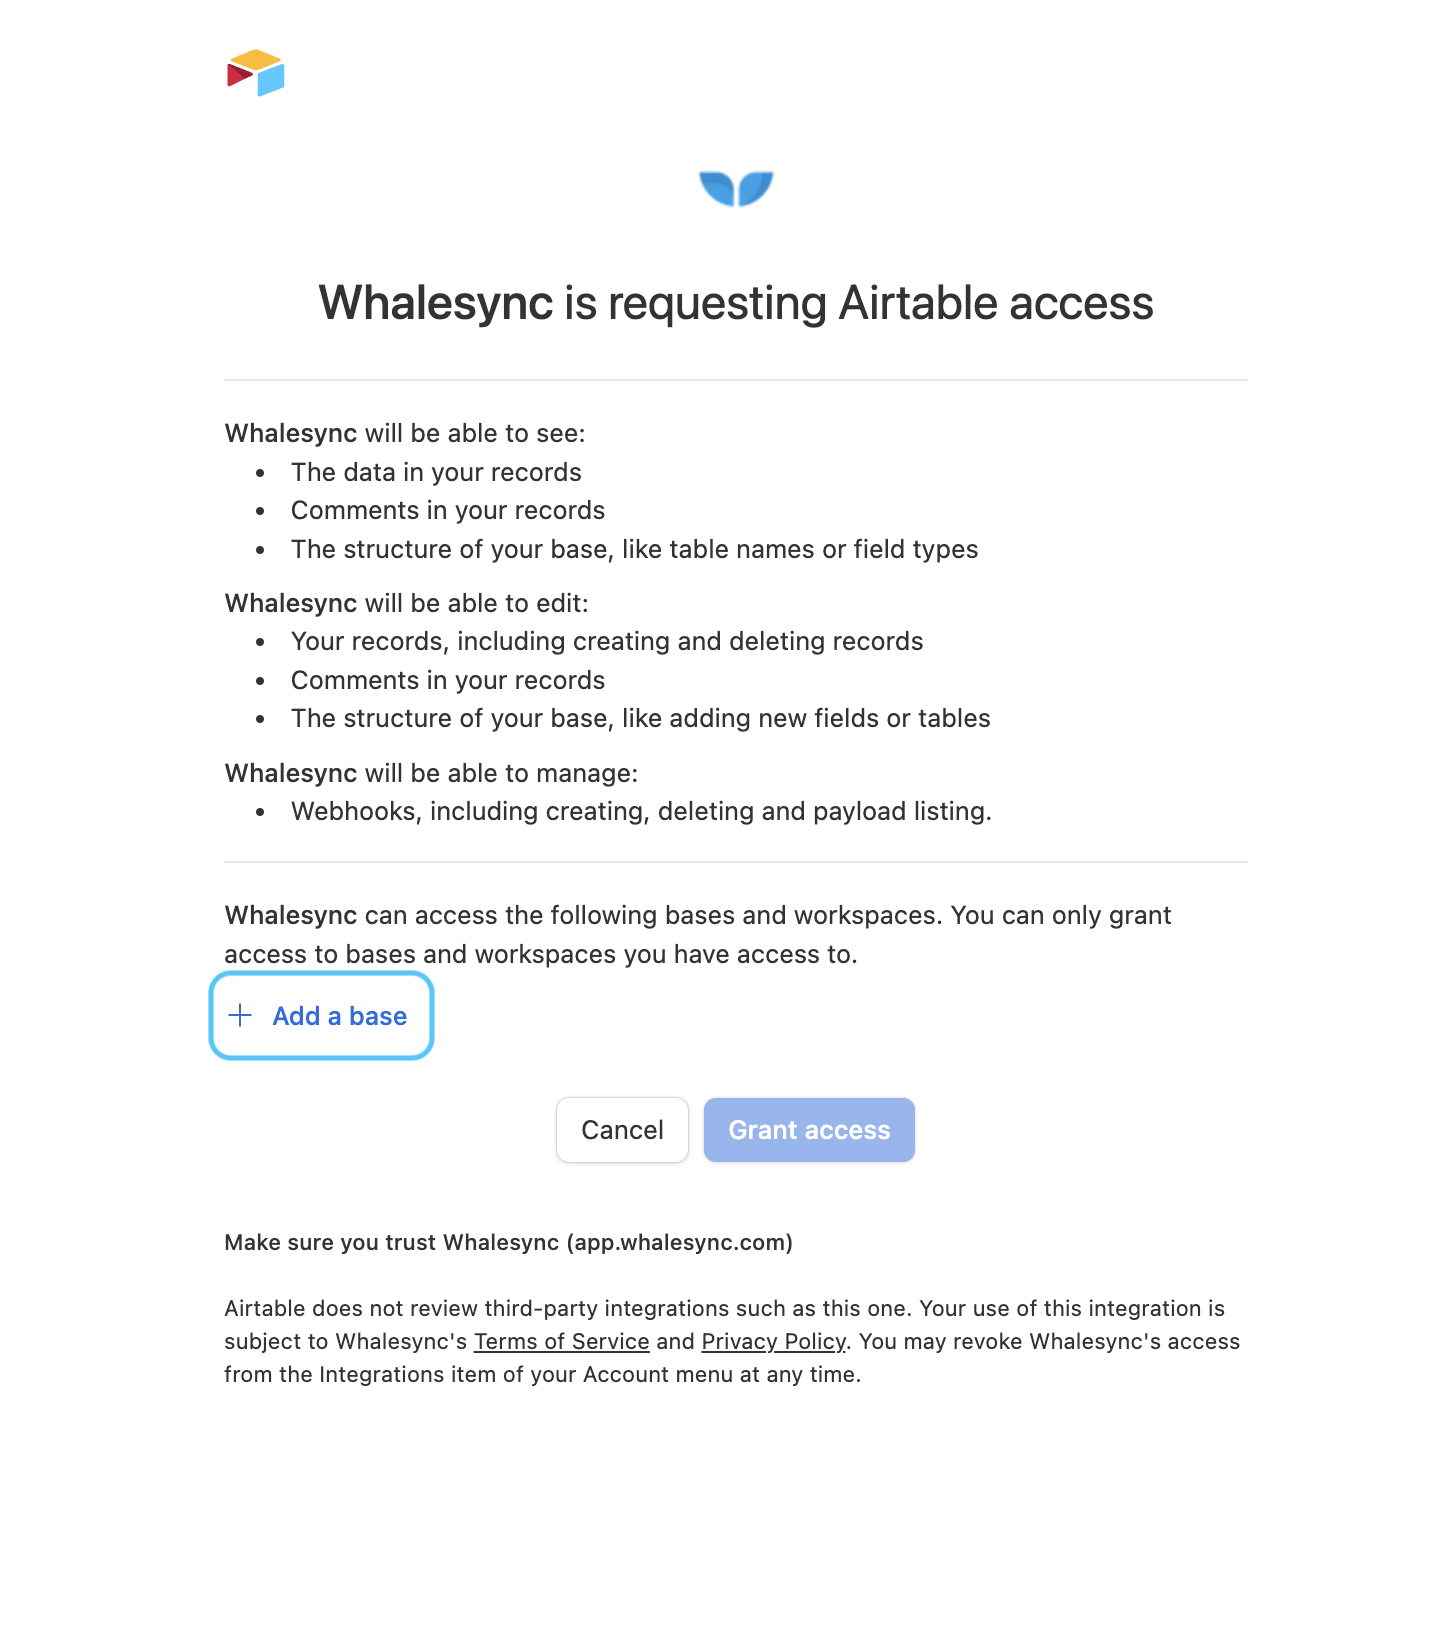 Whalesync is requesting Airtable access
Whalesync will be able to see:
• The data in your records
• Comments in your records
• The structure of your base, like table names or field types
Whalesync will be able to edit:
• Your records, including creating and deleting records
• Comments in your records
• The structure of your base, like adding new fields or tables
Whalesync will be able to manage:
• Webhooks, including creating, deleting and payload listing.
Whalesync can access the following bases and workspaces. You can only grant
access to bases and workspaces you have access to.
+ Add a base
Cancel Grant access
Make sure you trust Whalesync (app.whalesync.com)
Airtable does not review third-party integrations such as this one. Your use of this integration is
subject to Whalesync's Terms of Service and Privacy Policy. You may revoke Whalesync's access
from the Integrations item of your Account menu at any time.